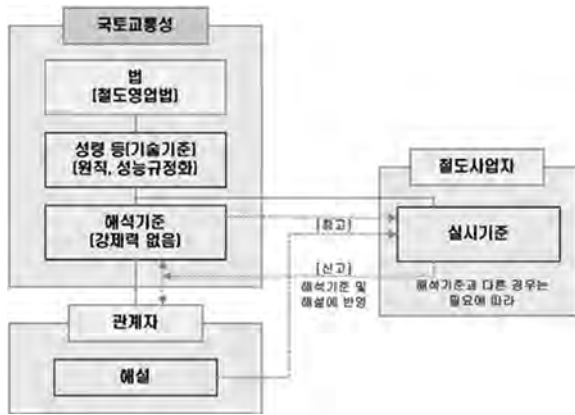 국토교통성
법
(철도영업법)
성령 등(기술기준)
(원칙, 성능규정화)
해석기준
(강제력 없음)
철도사업자
실시기준
해석기준과 다른 경우는
필요에 따라
(신고)
해석기준 및
해설에 반영
관계자
해설